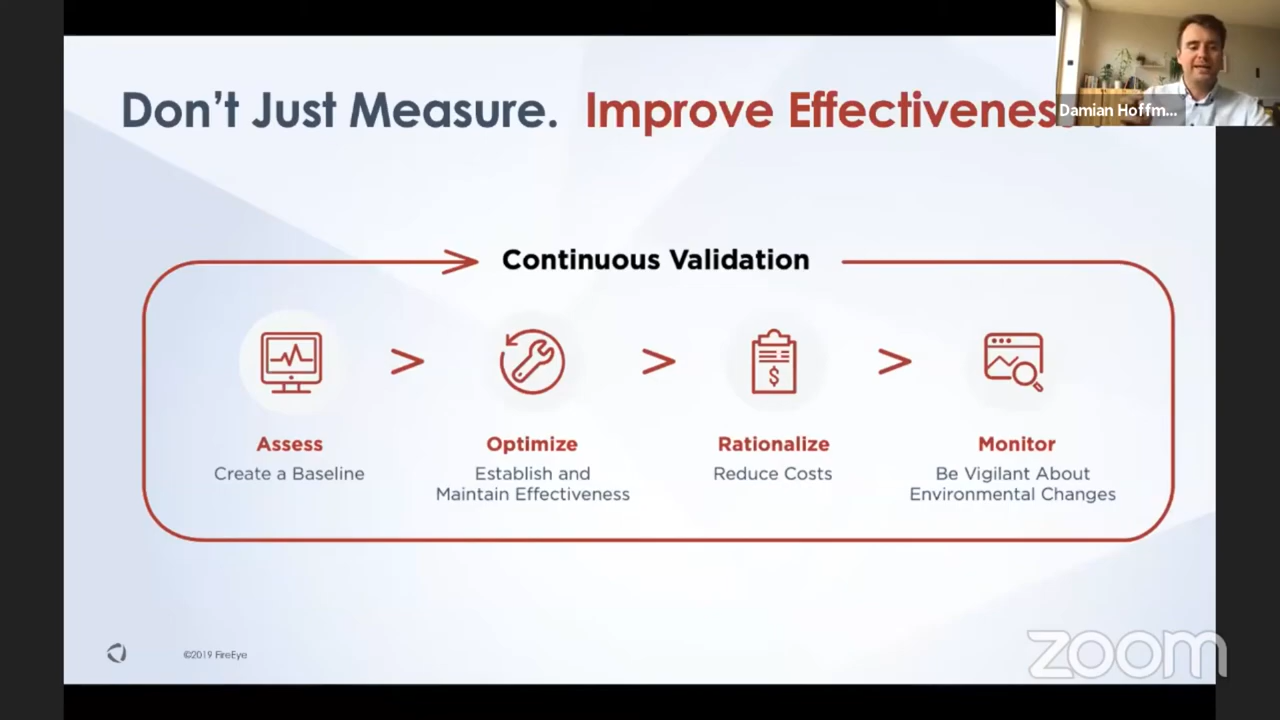 Don't Just Measure. Improve Effectiveness
Damian Hoffm...
Continuous Validation
Assess
Create a Baseline
Optimize
Establish and
Maintain Effectiveness
Rationalize
$
Reduce Costs
Monitor
Be Vigilant About
Environmental Changes
©2019 FireEye
zoom